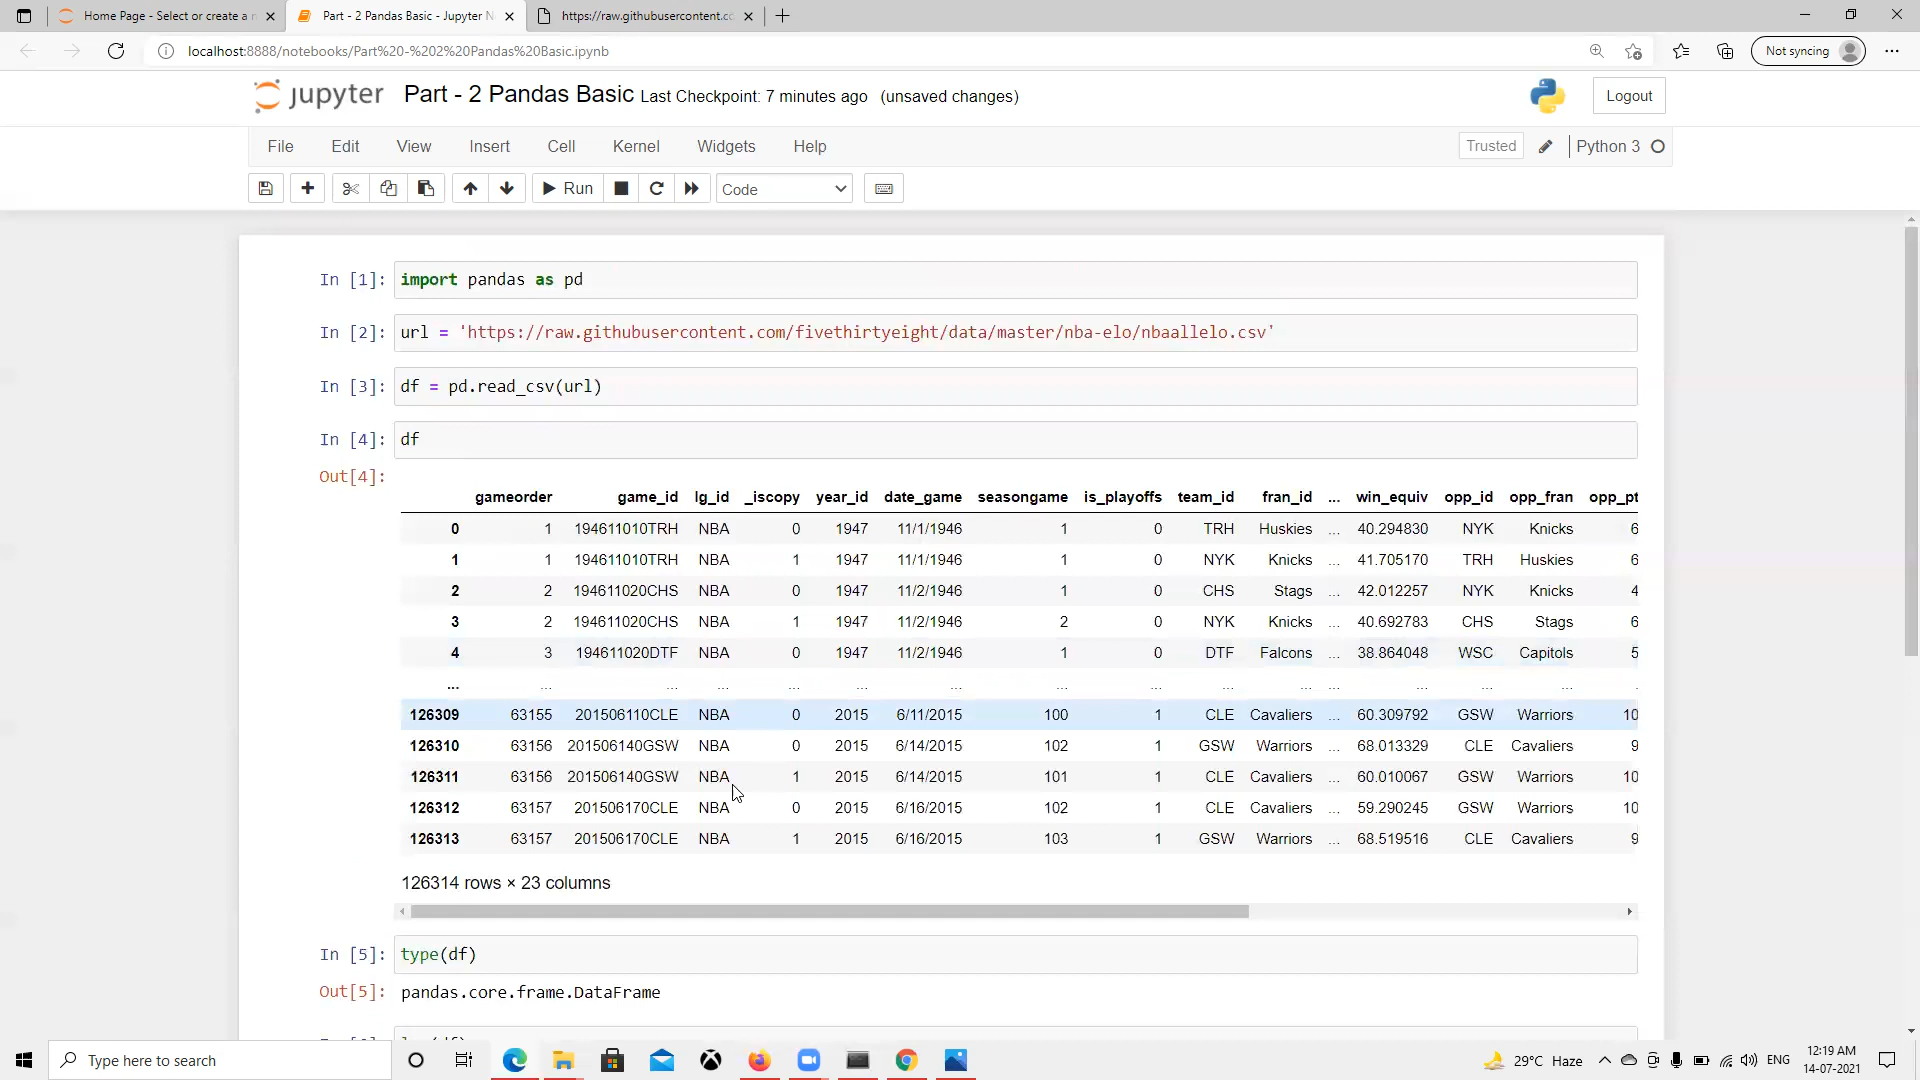 Home Page - Select or create a n
Part - 2 Pandas Basic - Jupyter N
https://raw.githubusercontent.cc
localhost:8888/notebooks/Part%20-%202%20Pandas%20Basic.ipynb
Not syncing
jupyter Part - 2 Pandas Basic Last Checkpoint: 7 minutes ago (unsaved changes)
Logout
File Edit View Insert Cell Kernel Widgets Help
Trusted Python 3
Run Code
In [1]: import pandas as pd
In [2]: url = 'https://raw.githubusercontent.com/fivethirtyeight/data/master/nba-elo/nbaallelo.csv'
In [3]: df = pd.read_csv(url)
In [4]: df
Out[4]:
gameorder game_id lg_id _iscopy year_id date_game seasongame is_playoffs team_id fran_id ... win_equiv opp_id opp_fran opp_pt
0 1 194611010TRH NBA 0 1947 11/1/1946 1 0 TRH Huskies ... 40.294830 NYK Knicks 6
1 1 194611010TRH NBA 1 1947 11/1/1946 1 0 NYK Knicks ... 41.705170 TRH Huskies 6
2 2 194611020CHS NBA 0 1947 11/2/1946 1 0 CHS Stags ... 42.012257 NYK Knicks 4
3 2 194611020CHS NBA 1 1947 11/2/1946 2 0 NYK Knicks ... 40.692783 CHS Stags 6
4 3 194611020DTF NBA 0 1947 11/2/1946 1 0 DTF Falcons ... 38.864048 WSC Capitols 5
... ... ... ... ... ... ... ... ... ... ... ... ... ... ...
126309 63155 201506110CLE NBA 0 2015 6/11/2015 100 1 CLE Cavaliers ... 60.309792 GSW Warriors 10
126310 63156 201506140GSW NBA 0 2015 6/14/2015 102 1 GSW Warriors ... 68.013329 CLE Cavaliers 9
126311 63156 201506140GSW NBA 1 2015 6/14/2015 101 1 CLE Cavaliers ... 60.010067 GSW Warriors 10
126312 63157 201506170CLE NBA 0 2015 6/16/2015 102 1 CLE Cavaliers ... 59.290245 GSW Warriors 10
126313 63157 201506170CLE NBA 1 2015 6/16/2015 103 1 GSW Warriors ... 68.519516 CLE Cavaliers 9
126314 rows × 23 columns
In [5]: type(df)
Out[5]: pandas.core.frame.DataFrame
Type here to search
29°C Haze
ENG
12:19 AM
14-07-2021